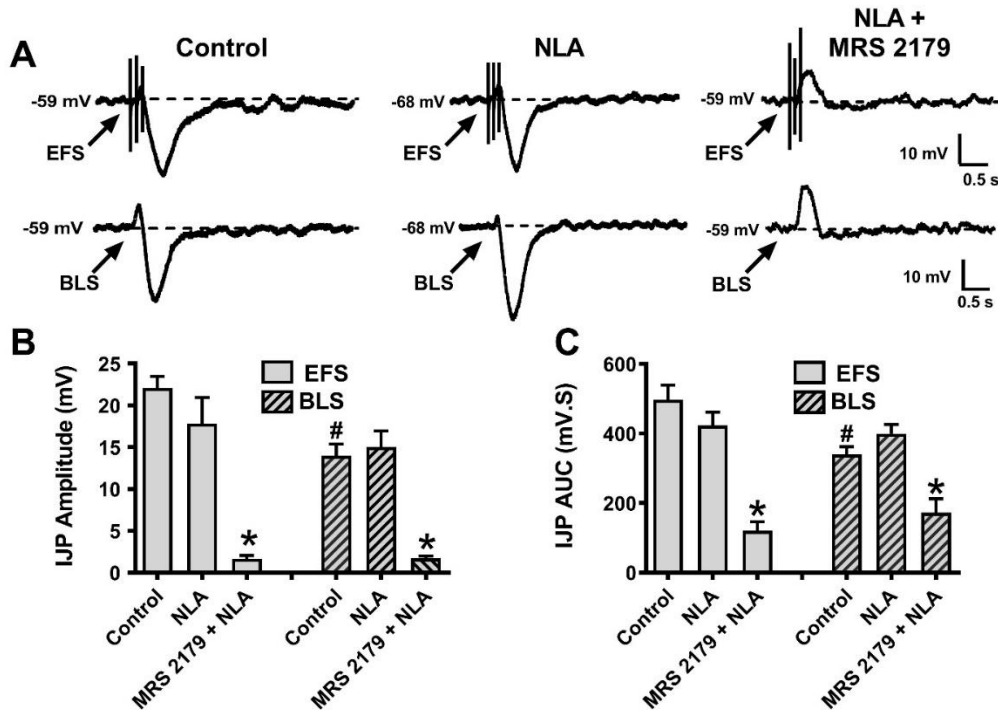 A
Control
NLA
NLA +
MRS 2179
-59 mV
EFS
-68 mV
EFS
-59 mV
EFS
10 mV
0.5 s
-59 mV
BLS
-68 mV
BLS
-59 mV
BLS
10 mV
0.5 s
B
IJP Amplitude (mV)
25
20
15
10
5
0
EFS
BLS
#
*
*
Control
NLA
MRS 2179 + NLA
Control
NLA
MRS 2179 + NLA
C
IJP AUC (mV.S)
600
400
200
0
EFS
BLS
#
*
*
Control
NLA
MRS 2179 + NLA
Control
NLA
MRS 2179 + NLA